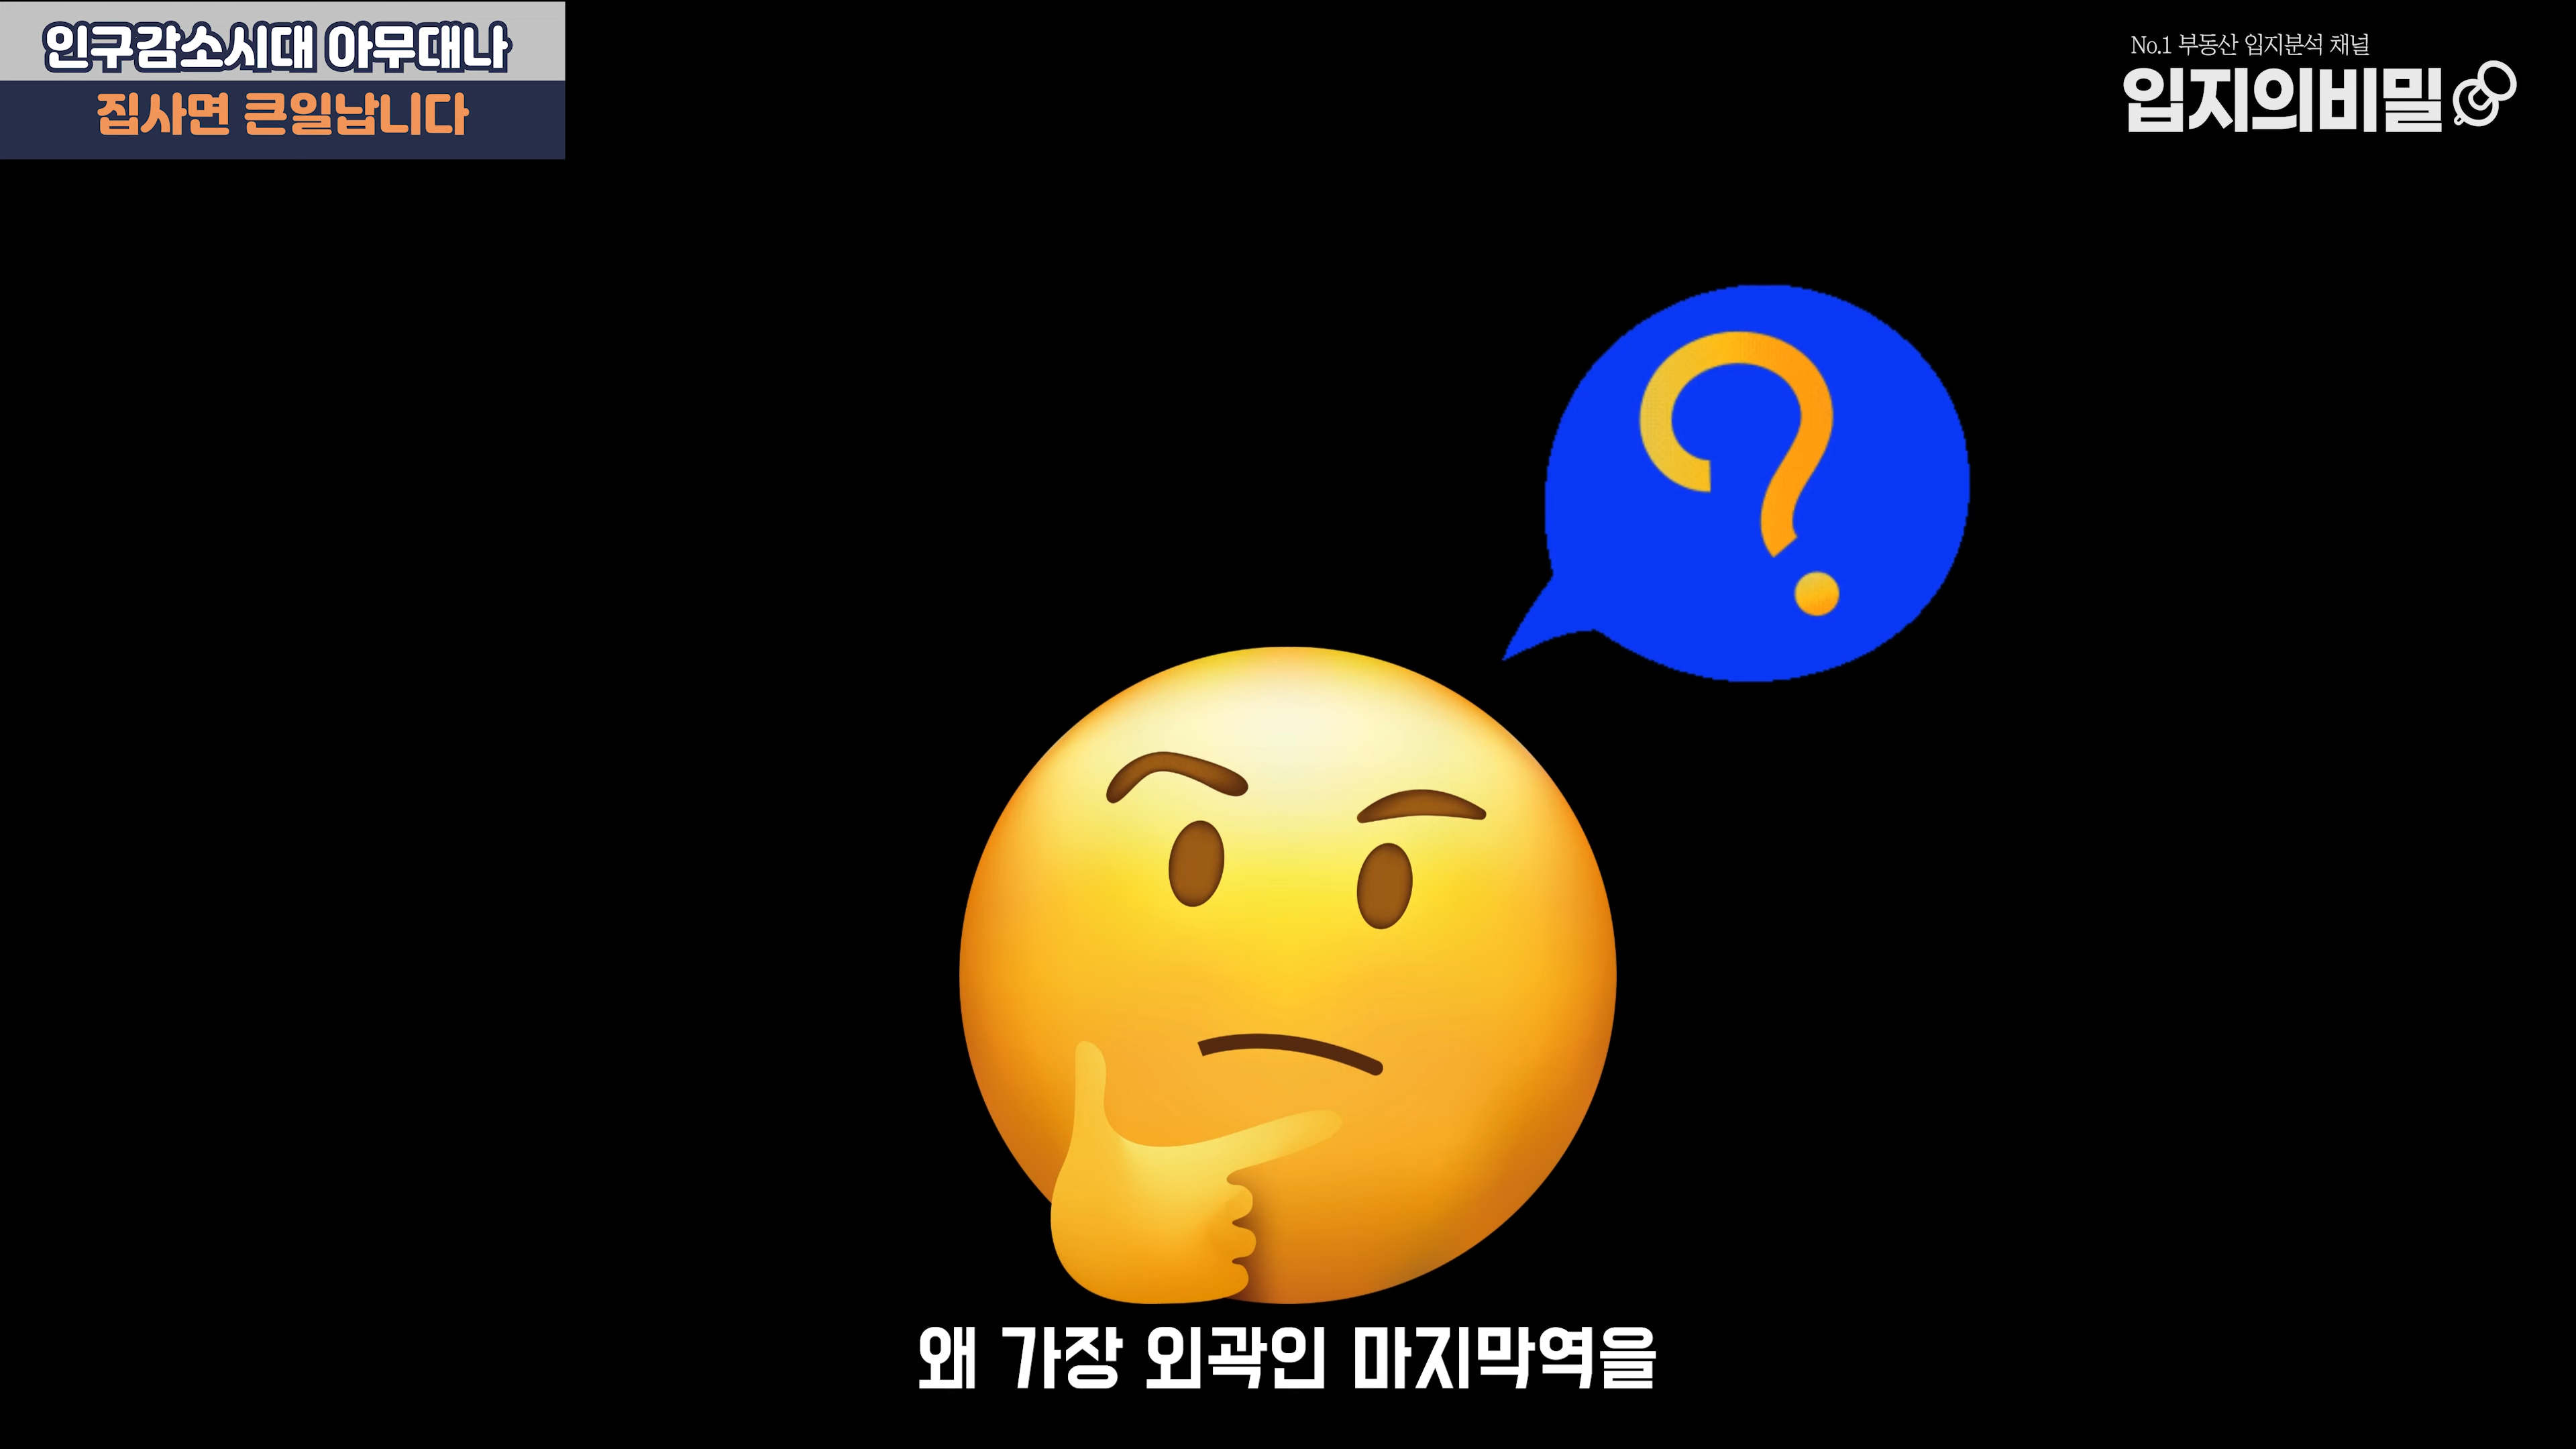 인구감소시대 아무대나
집사면 큰일납니다
No.1 부동산 입지분석 채널
입지의비밀
?
왜 가장 외곽인 마지막역을